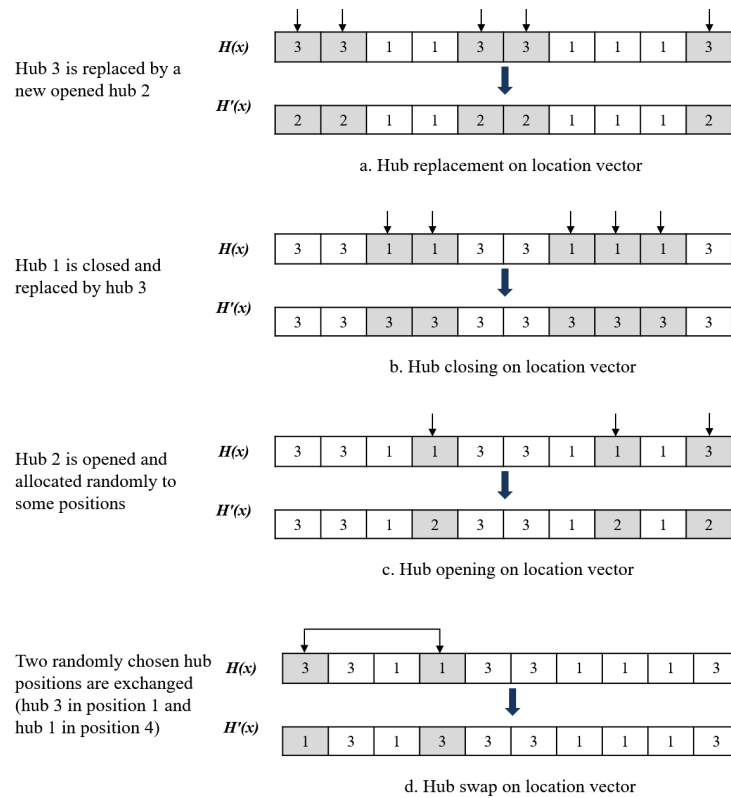 H(x) 3 3 1 1 3 3 1 1 1 3
Hub 3 is replaced by a
new opened hub 2
H'(x) 2 2 1 1 2 2 1 1 1 2
a. Hub replacement on location vector
H(x) 3 3 1 1 3 3 1 1 1 3
Hub 1 is closed and
replaced by hub 3
H'(x) 3 3 3 3 3 3 3 3 3 3
b. Hub closing on location vector
H(x) 3 3 1 1 3 3 1 1 1 3
Hub 2 is opened and
allocated randomly to
some positions
H'(x) 3 3 1 2 3 3 1 2 1 2
c. Hub opening on location vector
Two randomly chosen hub
positions are exchanged
(hub 3 in position 1 and
hub 1 in position 4)
H(x) 3 3 1 1 3 3 1 1 1 3
H'(x) 1 3 1 3 3 3 1 1 1 3
d. Hub swap on location vector